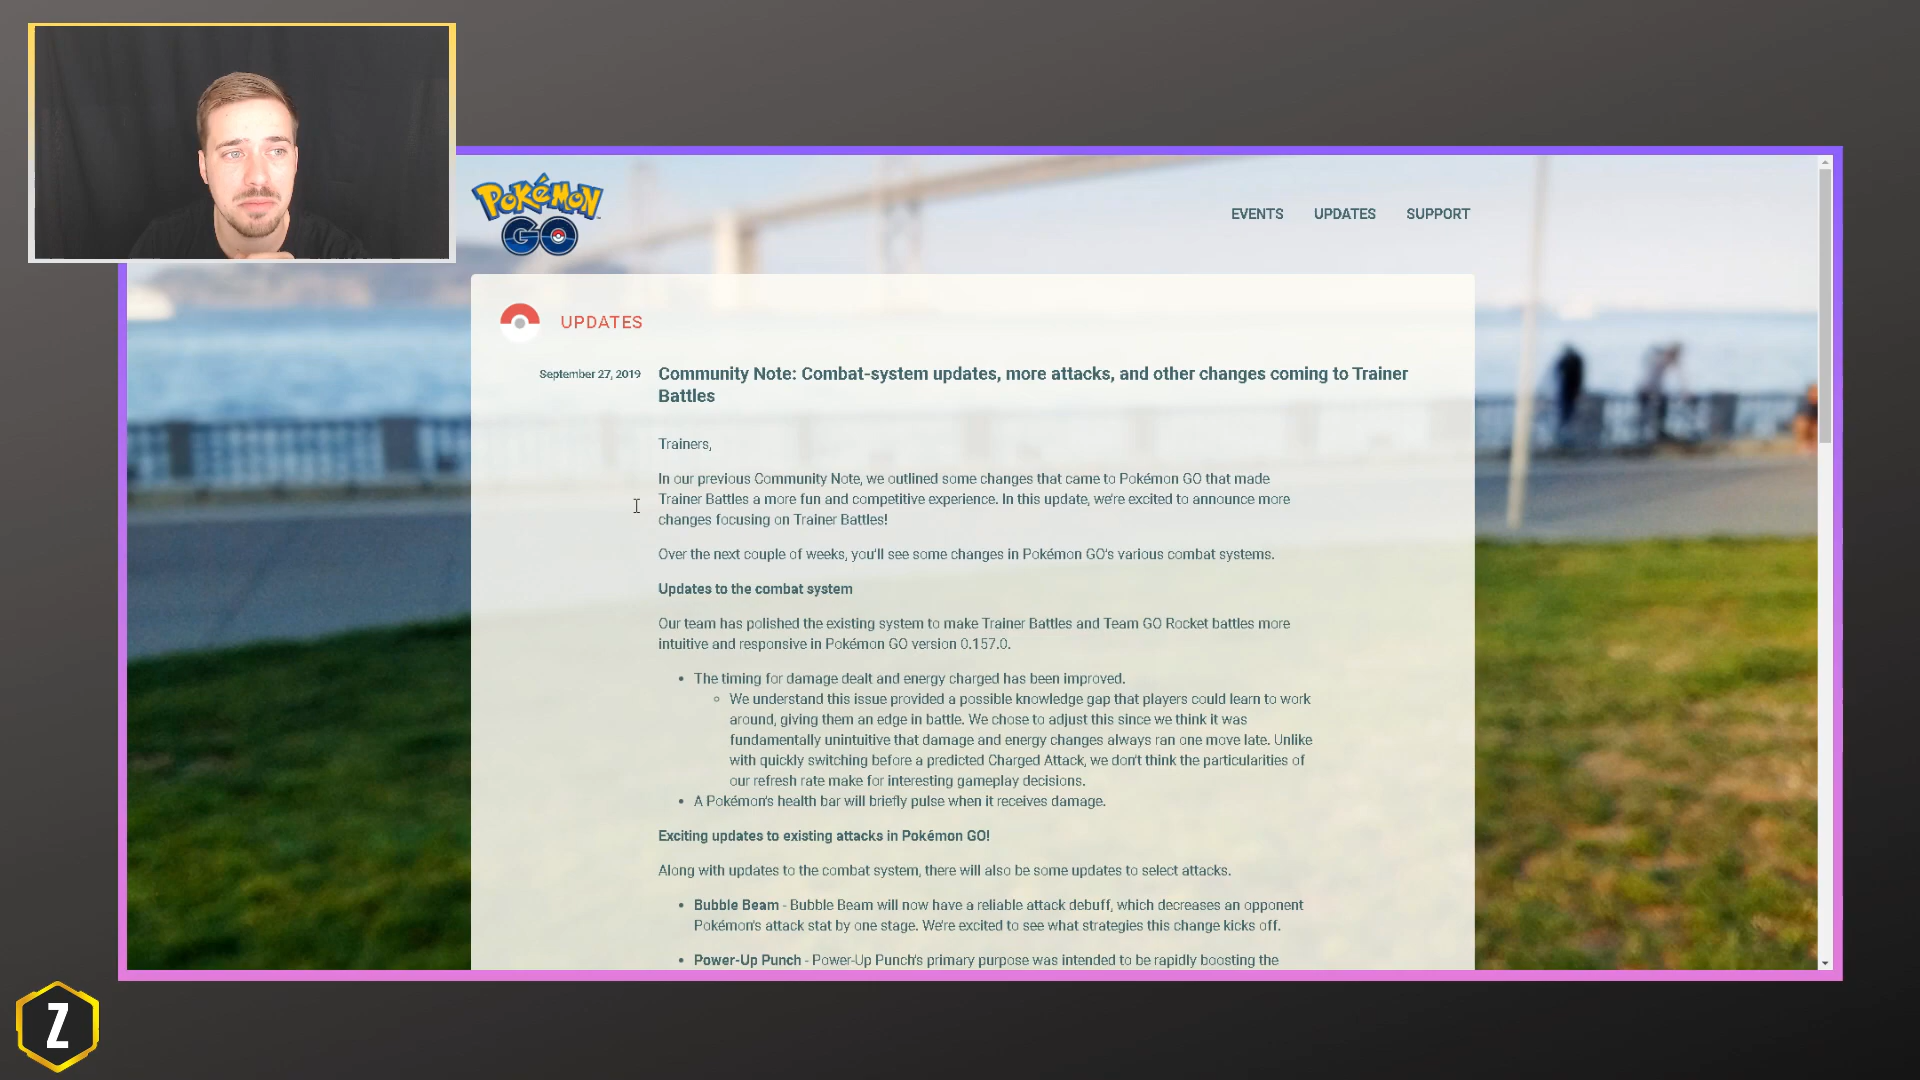 POKÉMON
GO
EVENTS UPDATES SUPPORT
UPDATES
September 27, 2019
Community Note: Combat-system updates, more attacks, and other changes coming to Trainer
Battles
Trainers,
In our previous Community Note, we outlined some changes that came to Pokémon GO that made
Trainer Battles a more fun and competitive experience. In this update, we're excited to announce more
changes focusing on Trainer Battles!
Over the next couple of weeks, you'll see some changes in Pokémon GO's various combat systems.
Updates to the combat system
Our team has polished the existing system to make Trainer Battles and Team GO Rocket battles more
intuitive and responsive in Pokémon GO version 0.157.0.
• The timing for damage dealt and energy charged has been improved.
◦ We understand this issue provided a possible knowledge gap that players could learn to work
around, giving them an edge in battle. We chose to adjust this since we think it was
fundamentally unintuitive that damage and energy changes always ran one move late. Unlike
with quickly switching before a predicted Charged Attack, we don't think the particularities of
our refresh rate make for interesting gameplay decisions.
• A Pokémon's health bar will briefly pulse when it receives damage.
Exciting updates to existing attacks in Pokémon GO!
Along with updates to the combat system, there will also be some updates to select attacks.
• Bubble Beam - Bubble Beam will now have a reliable attack debuff, which decreases an opponent
Pokémon's attack stat by one stage. We're excited to see what strategies this change kicks off.
• Power-Up Punch - Power-Up Punch's primary purpose was intended to be rapidly boosting the
Z